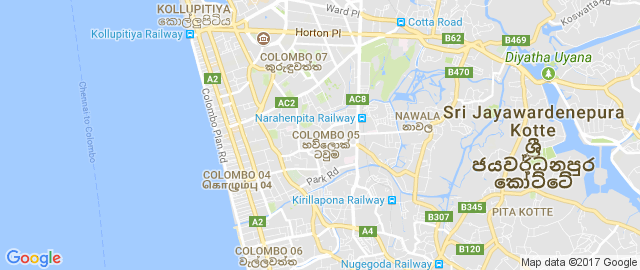 KOLLUPITIYA
කොල්ලුපිටිය
Ward Pl
Cotta Road
Koswatta Rd
Kollupitiya Railway
Horton Pl
B62
B469
Diyatha Uyana
COLOMBO 07
කුරුඳුවත්ත
A2
B470
AC2
AC8
Chennai to Colombo
Colombo Plan Rd
Narahenpita Railway
NAWALA
නාවල
Sri Jayawardenepura
Kotte
ශ්‍රී
ජයවර්ධනපුර
කෝට්ටේ
COLOMBO 05
හව්ලොක්
ටවුම
COLOMBO 04
கொழும்பு 04
Park Rd
Kirillapona Railway
A2
B345
B307
PITA KOTTE
A4
COLOMBO 06
වැල්ලවත්ත
B120
Nugegoda Railway
Google
Map data ©2017 Google